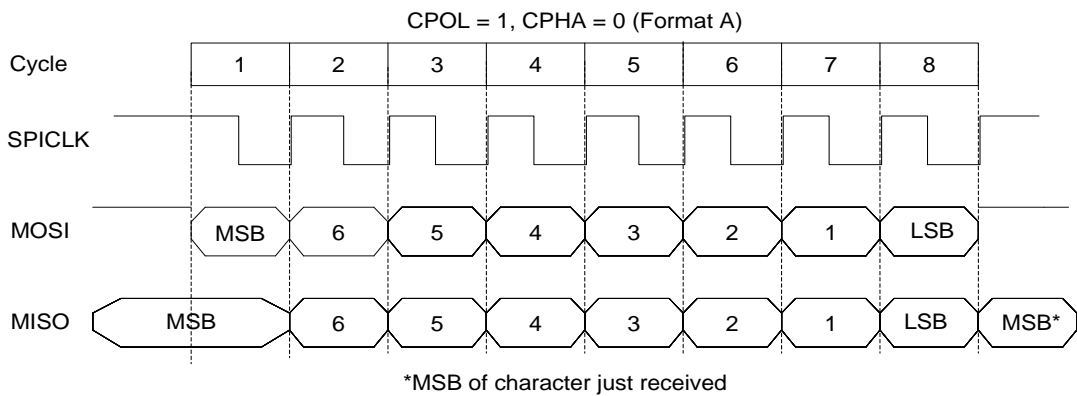 CPOL = 1, CPHA = 0 (Format A)
Cycle 1 2 3 4 5 6 7 8
SPICLK
MOSI MSB 6 5 4 3 2 1 LSB
MISO MSB 6 5 4 3 2 1 LSB MSB*
*MSB of character just received